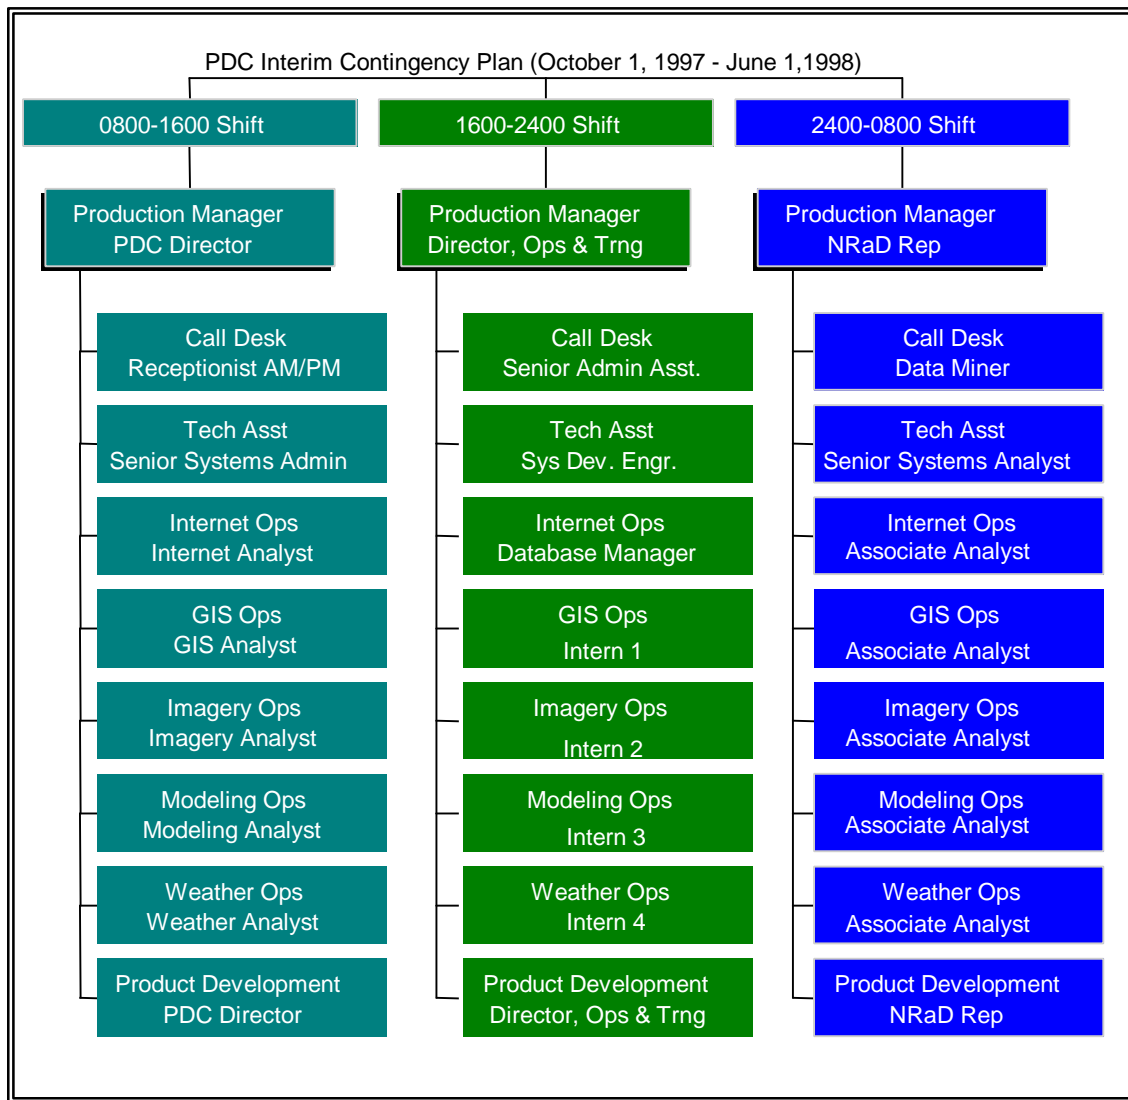 PDC Interim Contingency Plan (October 1, 1997 - June 1,1998)
0800-1600 Shift
Production Manager
PDC Director
Call Desk
Receptionist AM/PM
Tech Asst
Senior Systems Admin
Internet Ops
Internet Analyst
GIS Ops
GIS Analyst
Imagery Ops
Imagery Analyst
Modeling Ops
Modeling Analyst
Weather Ops
Weather Analyst
Product Development
PDC Director
1600-2400 Shift
Production Manager
Director, Ops & Trng
Call Desk
Senior Admin Asst.
Tech Asst
Sys Dev. Engr.
Internet Ops
Database Manager
GIS Ops
Intern 1
Imagery Ops
Intern 2
Modeling Ops
Intern 3
Weather Ops
Intern 4
Product Development
Director, Ops & Trng
2400-0800 Shift
Production Manager
NRaD Rep
Call Desk
Data Miner
Tech Asst
Senior Systems Analyst
Internet Ops
Associate Analyst
GIS Ops
Associate Analyst
Imagery Ops
Associate Analyst
Modeling Ops
Associate Analyst
Weather Ops
Associate Analyst
Product Development
NRaD Rep